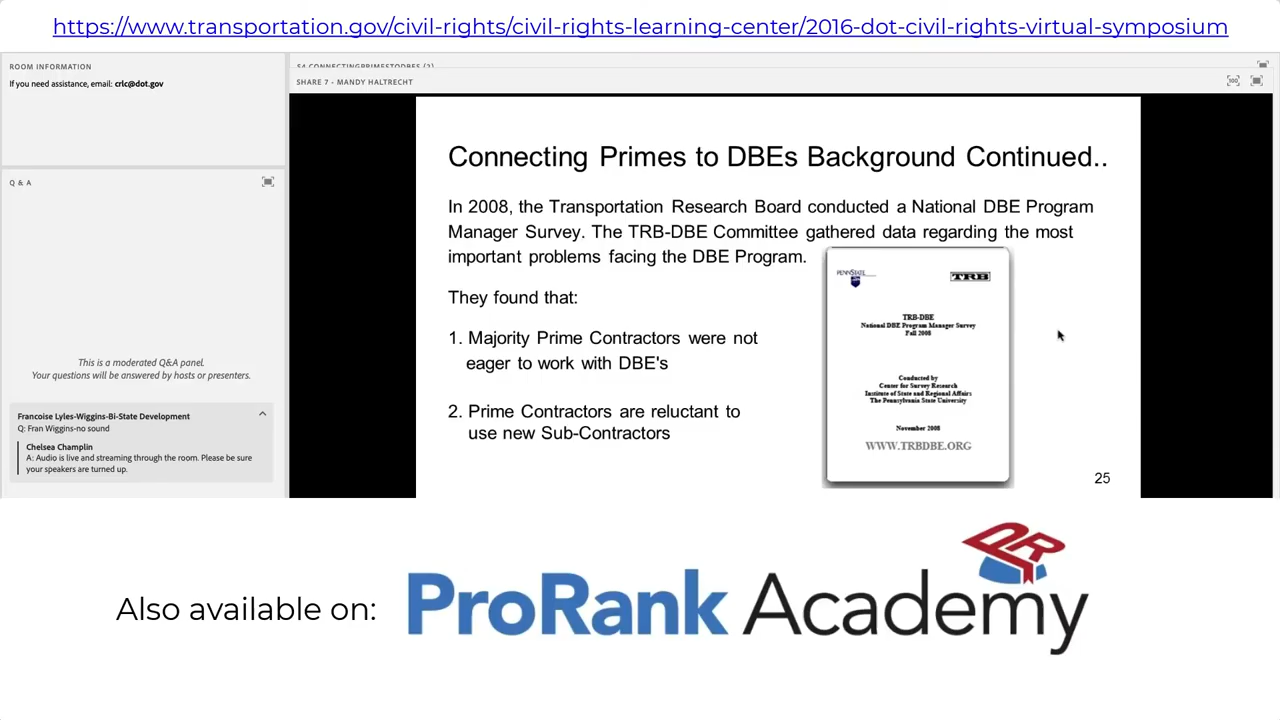 https://www.transportation.gov/civil-rights/civil-rights-learning-center/2016-dot-civil-rights-virtual-symposium
ROOM INFORMATION
If you need assistance, email: crlc@dot.gov
Q & A
This is a moderated Q&A panel.
Your questions will be answered by hosts or presenters.
Francoise Lyles-Wiggins-Bi-State Development
Q: Fran Wiggins-no sound
Chelsea Champlin
A: Audio is live and streaming through the room. Please be sure
your speakers are turned up.
S4_CONNECTINGPRIMESTODBES (2)
SHARE 7 - MANDY HALTRECHT
Connecting Primes to DBEs Background Continued..
In 2008, the Transportation Research Board conducted a National DBE Program
Manager Survey. The TRB-DBE Committee gathered data regarding the most
important problems facing the DBE Program.
They found that:
1. Majority Prime Contractors were not
eager to work with DBE's
2. Prime Contractors are reluctant to
use new Sub-Contractors
PENNSTATE
TRB
TRB-DBE
National DBE Program Manager Survey
Fall 2008
Conducted by
Center for Survey Research
Institute of State and Regional Affairs
The Pennsylvania State University
November 2008
WWW.TRBDBE.ORG
25
Also available on:
ProRank Academy
PR